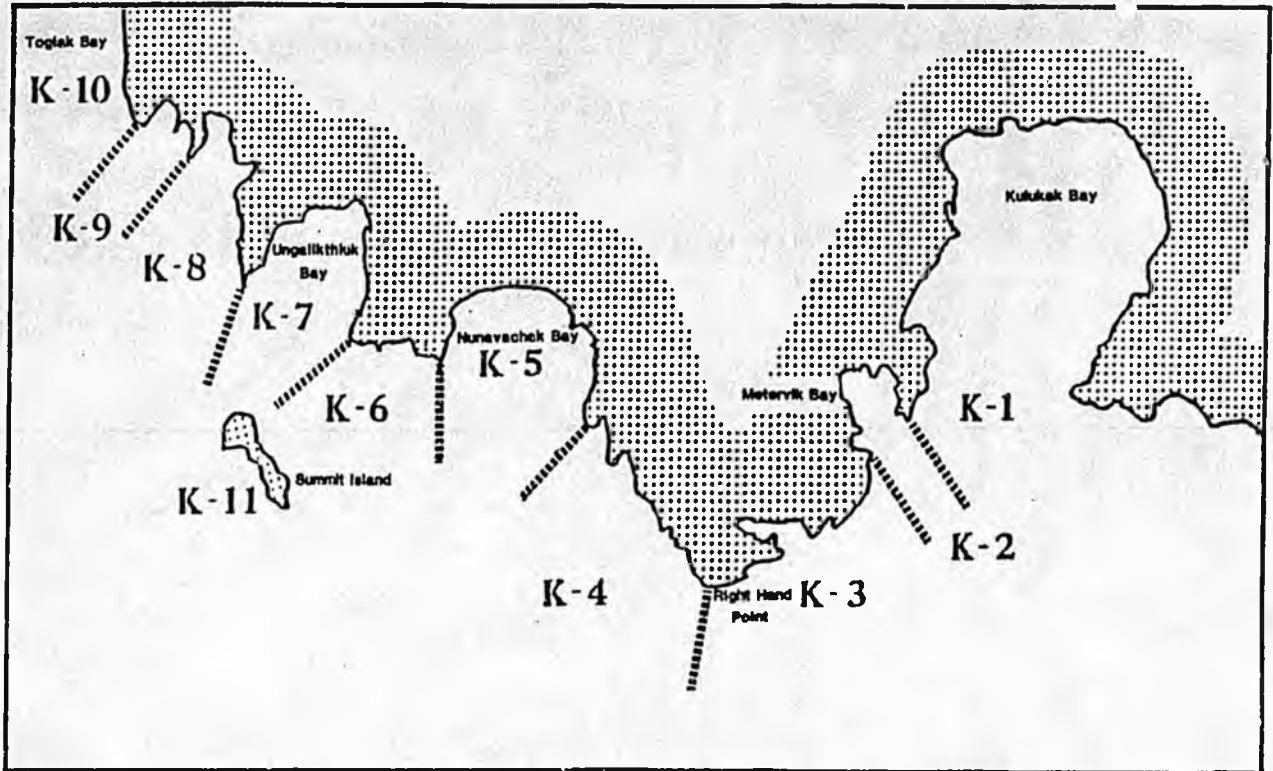 Togiak Bay
K-10
K-9
K-8
Ungalikthluk
Bay
K-7
K-6
Nunavachek Bay
K-5
Summit Island
K-11
K-4
Right Hand
Point
K-3
Metervik Bay
K-2
K-1
Kulukak Bay